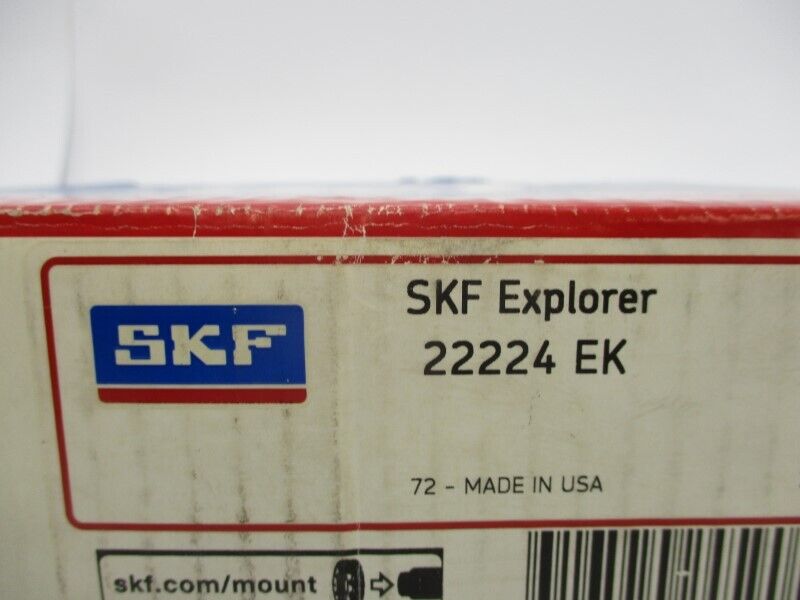 SKF
SKF Explorer
22224 EK
72 - MADE IN USA
skf.com/mount